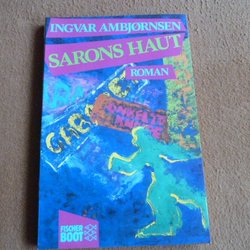 INGVAR AMBJØRNSEN
SARONS HAUT
ROMAN
FISCHER
BOOT